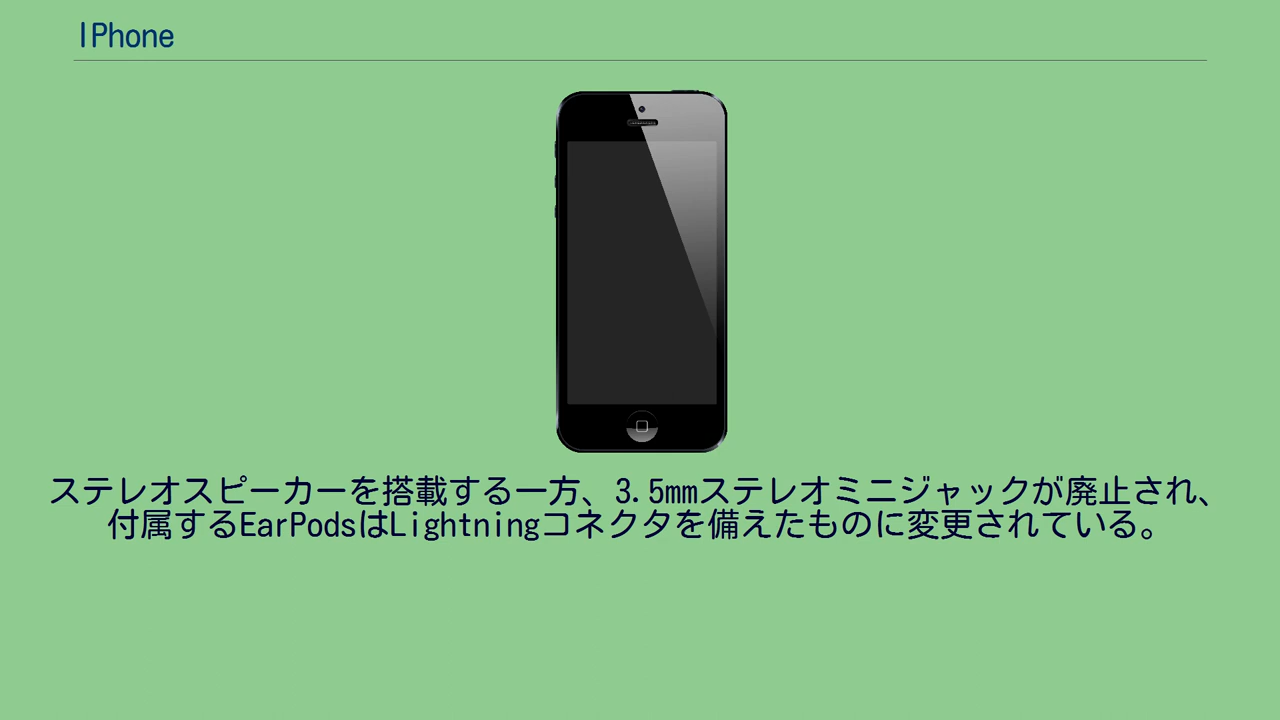 IPhone
ステレオスピーカーを搭載する一方、3.5mmステレオミニジャックが廃止され、
付属するEarPodsはLightningコネクタを備えたものに変更されている。